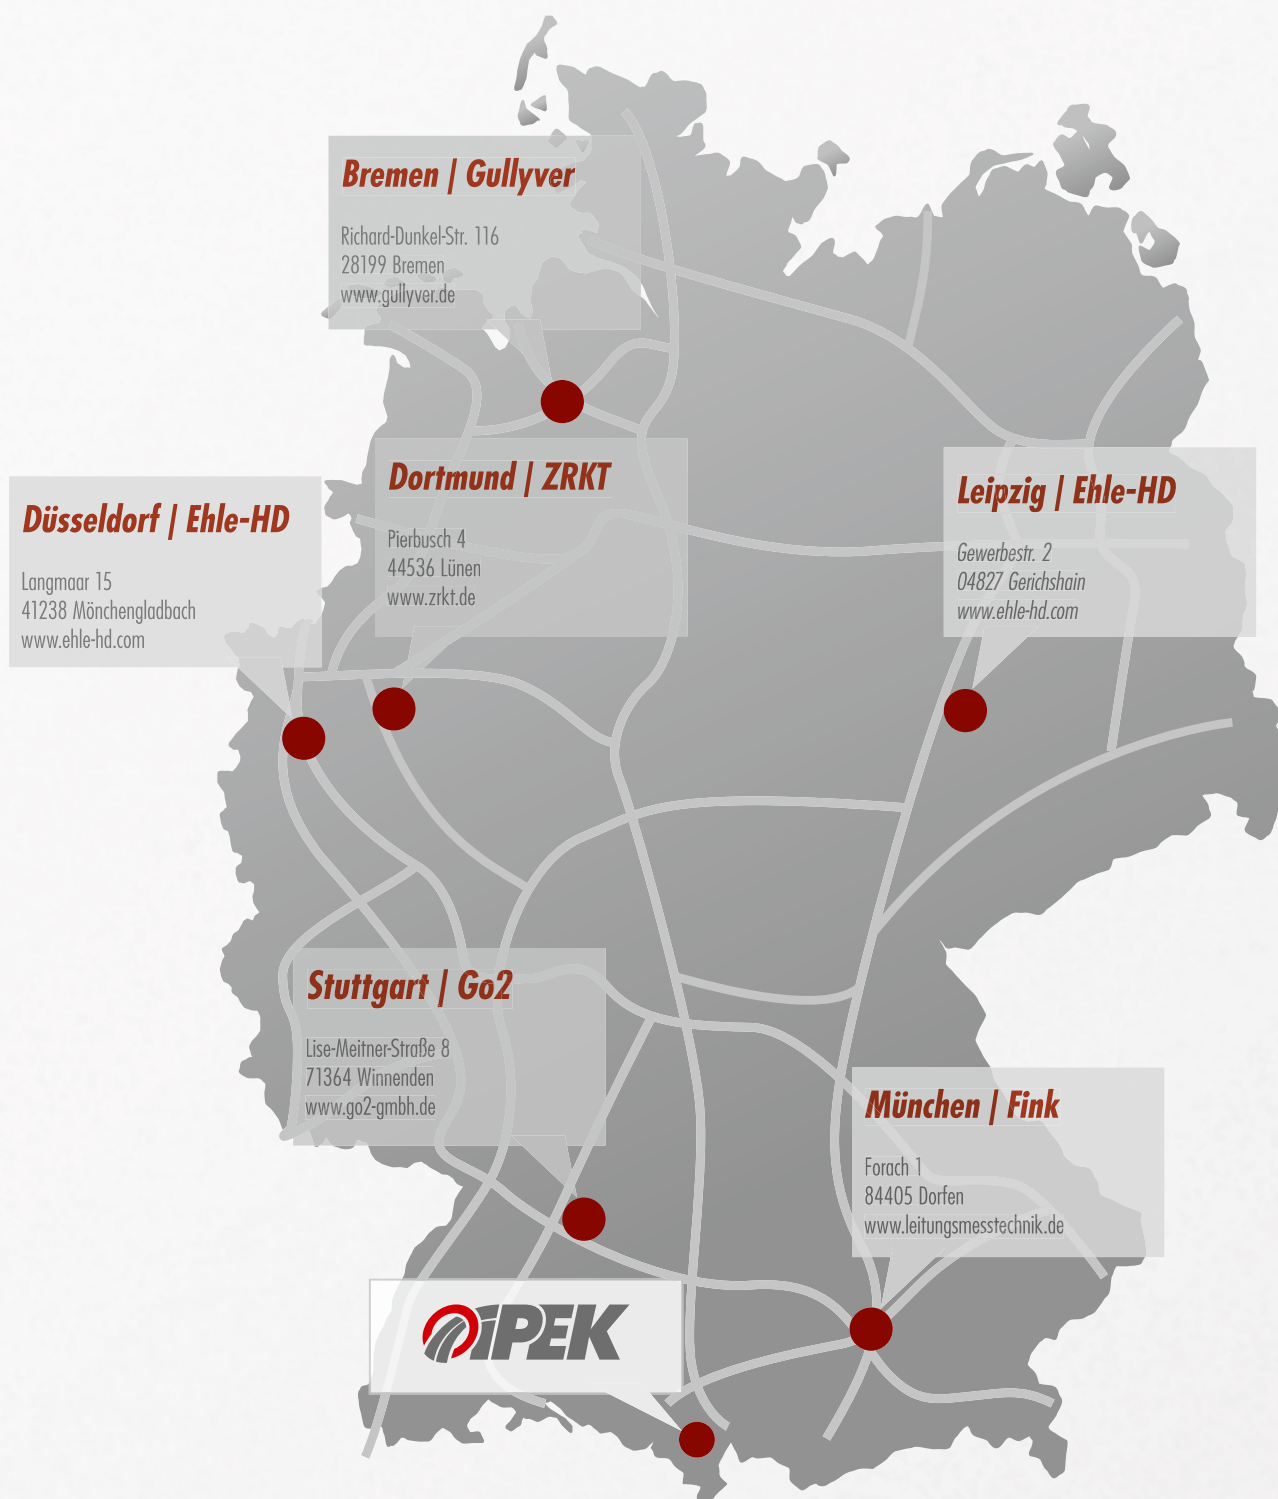 Bremen | Gullyver
Richard-Dunkel-Str. 116
28199 Bremen
www.gullyver.de
Dortmund | ZRKT
Pierbusch 4
44536 Lünen
www.zrkt.de
Düsseldorf | Ehle-HD
Langmaar 15
41238 Mönchengladbach
www.ehle-hd.com
Leipzig | Ehle-HD
Gewerbestr. 2
04827 Gerichshain
www.ehle-hd.com
Stuttgart | Go2
Lise-Meitner-Straße 8
71364 Winnenden
www.go2-gmbh.de
München | Fink
Forach 1
84405 Dorfen
www.leitungsmesstechnik.de
iPEK